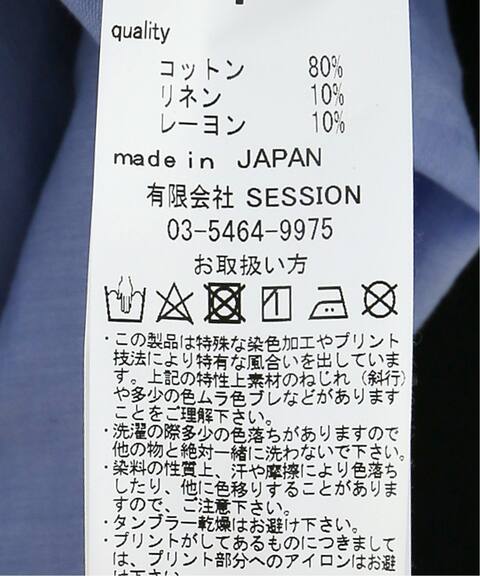 quality
コットン 80%
リネン 10%
レーヨン 10%
made in JAPAN
有限会社 SESSION
03-5464-9975
お取扱い方
・この製品は特殊な染色加工やプリント
技法により特有な風合いを出していま
す。上記の特性上素材のねじれ（斜行）
や多少の色ムラ色ブレなどがあります
ことをご理解下さい。
・洗濯の際多少の色落ちがありますので
他の物と絶対一緒に洗わないで下さい。
・染料の性質上、汗や摩擦により色落ち
したり、他に色移りすることがありま
すので、ご注意下さい。
・タンブラー乾燥はお避け下さい。
・プリントがしてあるものにつきまして
は、プリント部分へのアイロンはお避
け下さい。